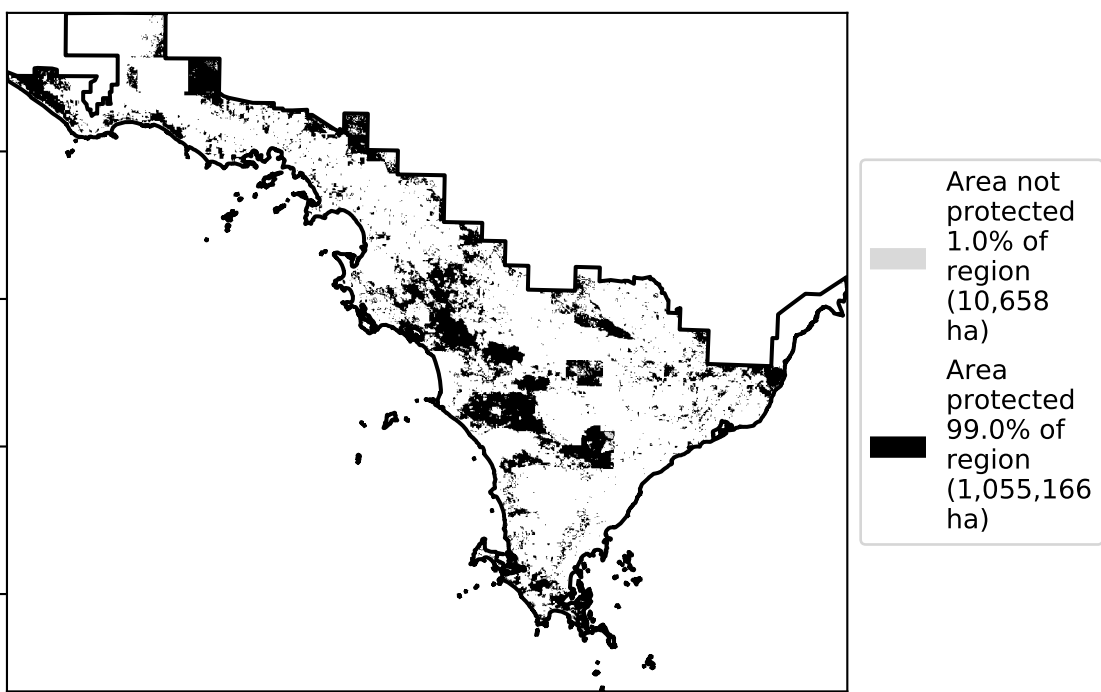 Area not
protected
1.0% of
region
(10,658
ha)
Area
protected
99.0% of
region
(1,055,166
ha)